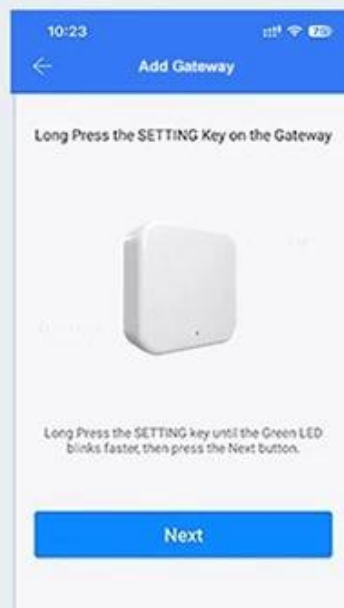 10:23
70
Add Gateway
Long Press the SETTING Key on the Gateway
Long Press the SETTING key until the Green LED
blinks faster, then press the Next button.
Next